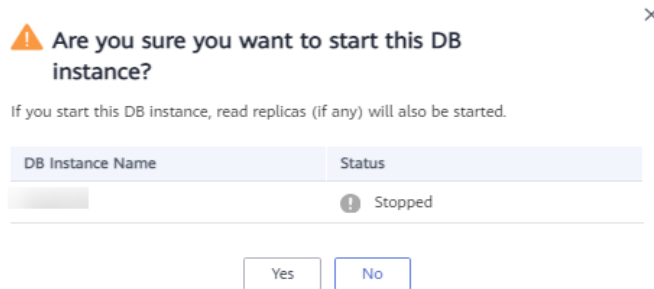 Are you sure you want to start this DB
instance?
If you start this DB instance, read replicas (if any) will also be started.
DB Instance Name Status
Stopped
Yes No